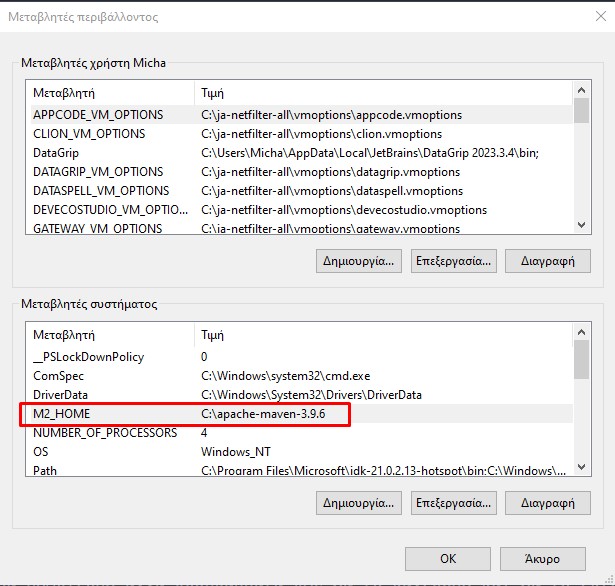 Μεταβλητές περιβάλλοντος
Μεταβλητές χρήστη Micha
Μεταβλητή Τιμή
APPCODE_VM_OPTIONS C:\ja-netfilter-all\vmoptions\appcode.vmoptions
CLION_VM_OPTIONS C:\ja-netfilter-all\vmoptions\clion.vmoptions
DataGrip C:\Users\Micha\AppData\Local\JetBrains\DataGrip 2023.3.4\bin;
DATAGRIP_VM_OPTIONS C:\ja-netfilter-all\vmoptions\datagrip.vmoptions
DATASPELL_VM_OPTIONS C:\ja-netfilter-all\vmoptions\dataspell.vmoptions
DEVECOSTUDIO_VM_OPTIO... C:\ja-netfilter-all\vmoptions\devecostudio.vmoptions
GATEWAY_VM_OPTIONS C:\ja-netfilter-all\vmoptions\gateway.vmoptions
Δημιουργία... Επεξεργασία... Διαγραφή
Μεταβλητές συστήματος
Μεταβλητή Τιμή
__PSLockDownPolicy 0
ComSpec C:\Windows\system32\cmd.exe
DriverData C:\Windows\System32\Drivers\DriverData
M2_HOME C:\apache-maven-3.9.6
NUMBER_OF_PROCESSORS 4
OS Windows_NT
Path C:\Program Files\Microsoft\jdk-21.0.2.13-hotspot\bin;C:\Windows\...
Δημιουργία... Επεξεργασία... Διαγραφή
OK Άκυρο